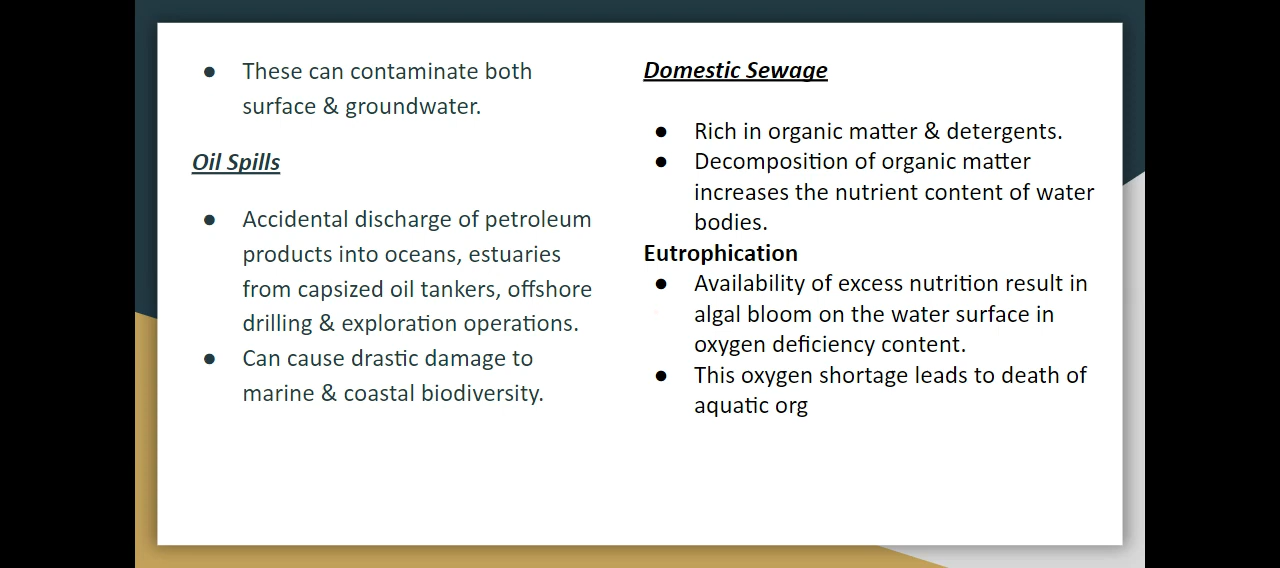 ● These can contaminate both
surface & groundwater.
Oil Spills
● Accidental discharge of petroleum
products into oceans, estuaries
from capsized oil tankers, offshore
drilling & exploration operations.
● Can cause drastic damage to
marine & coastal biodiversity.
Domestic Sewage
● Rich in organic matter & detergents.
● Decomposition of organic matter
increases the nutrient content of water
bodies.
Eutrophication
● Availability of excess nutrition result in
algal bloom on the water surface in
oxygen deficiency content.
● This oxygen shortage leads to death of
aquatic org